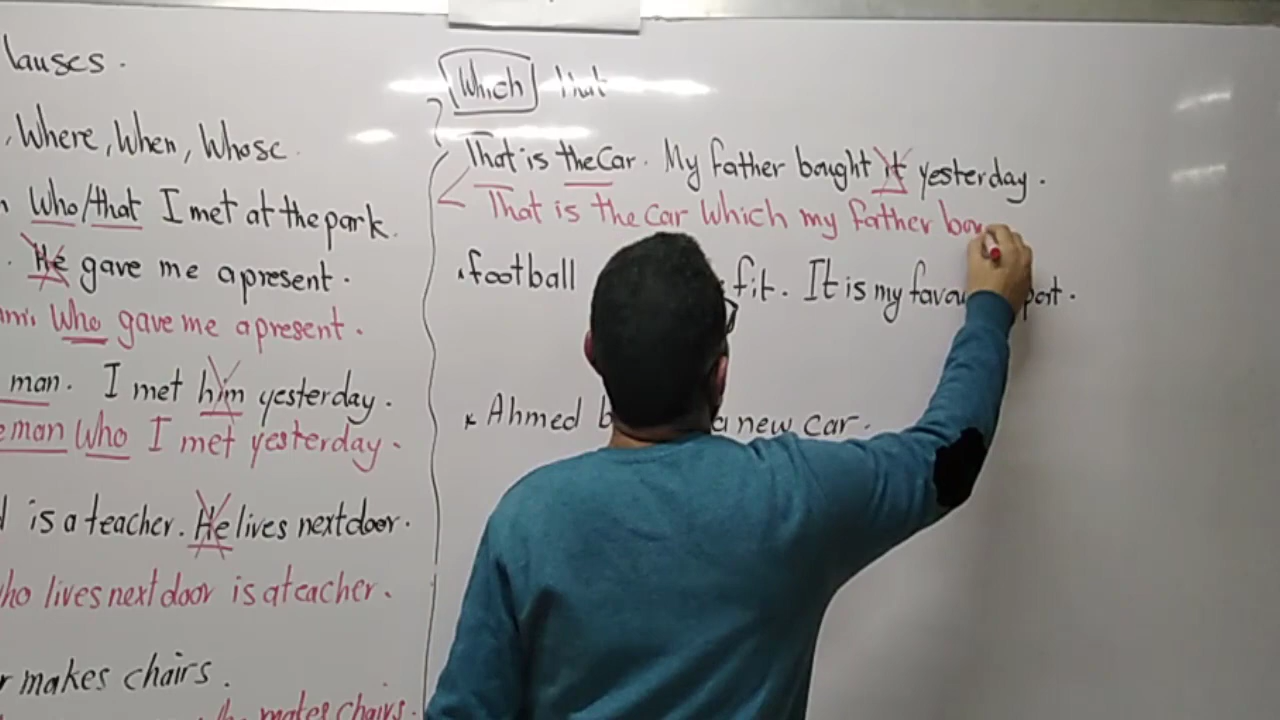 lauses.
, Where, When, Whose.
Who/that I met at the park.
. He gave me a present.
Who gave me a present.
man. I met him yesterday.
man Who I met yesterday.
is a teacher. He lives next door.
who lives next door is a teacher.
makes chairs.
makes chairs.
Which that
That is the Car. My father bought it yesterday.
That is the car Which my father bou
football fit. It is my
Ahmed a new car.